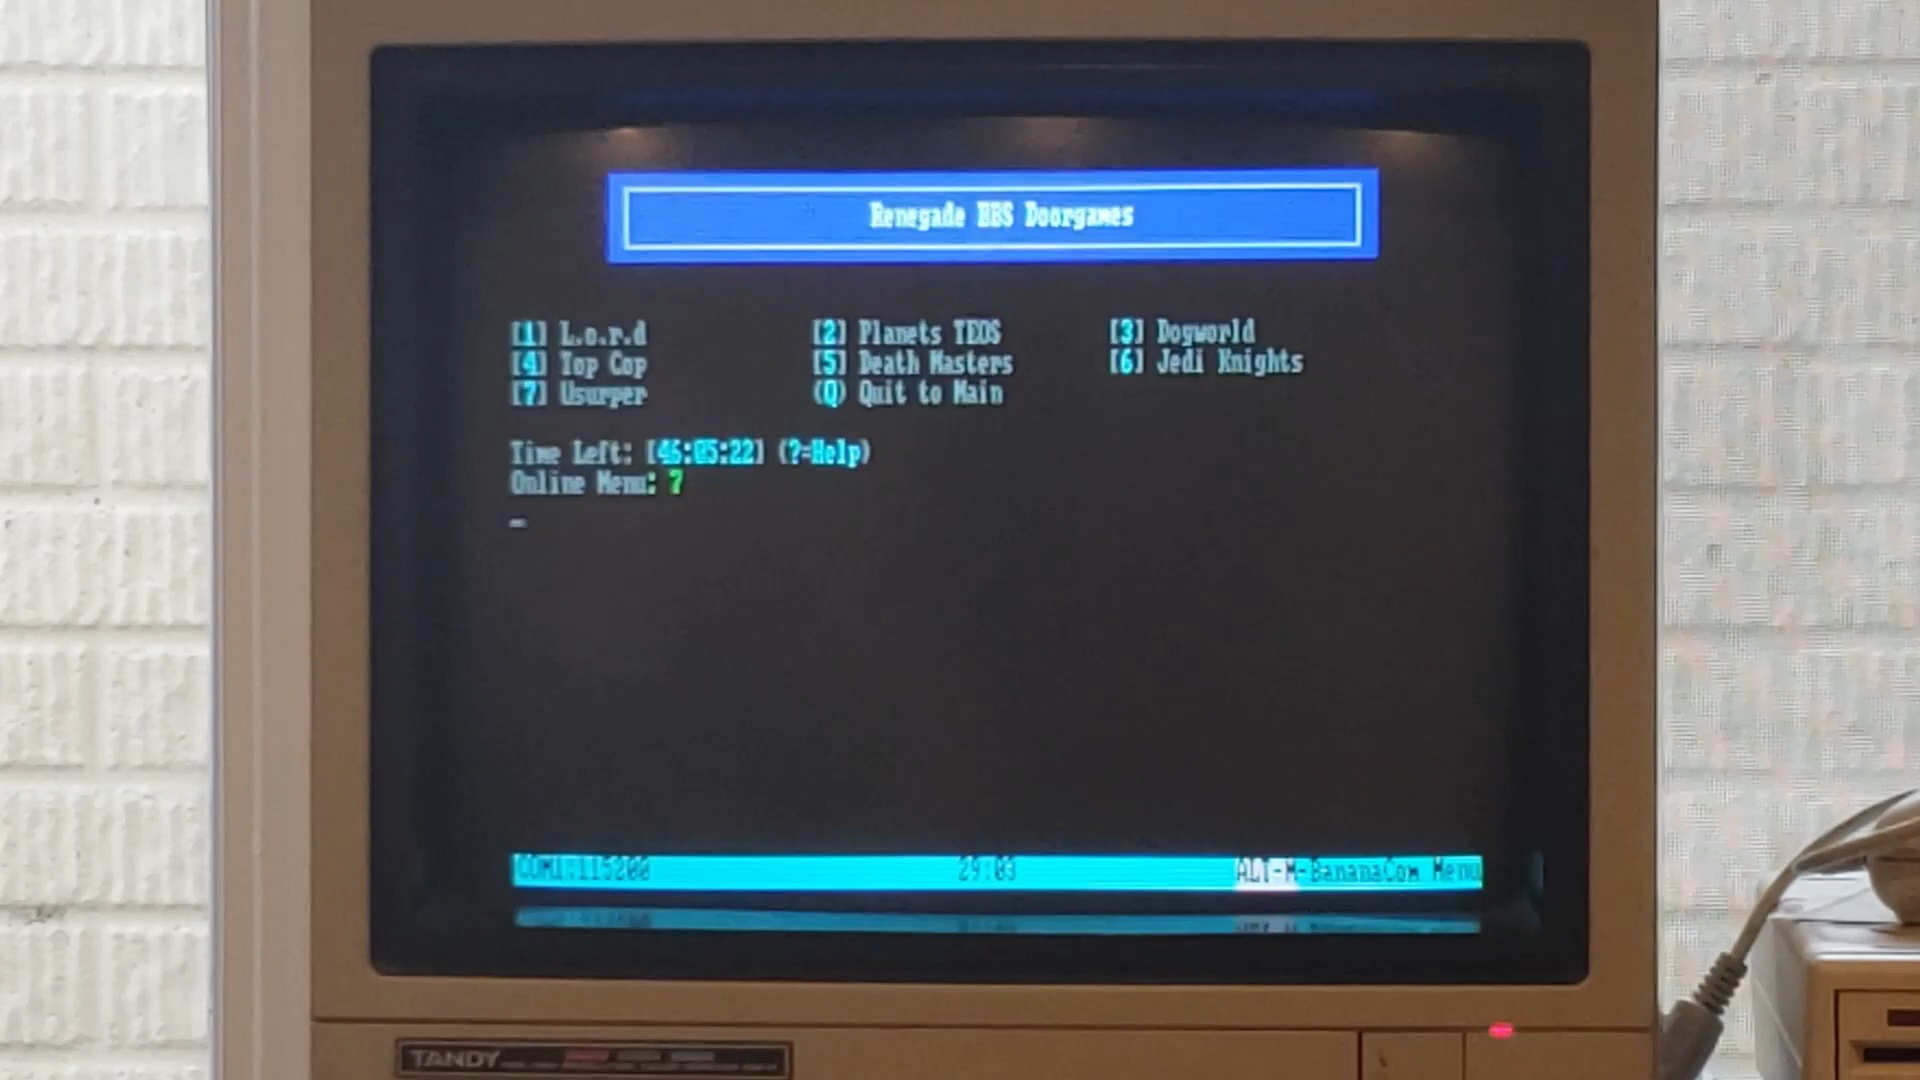 Renegade BBS Doorgames
[1] L.o.r.d [2] Planets TEOS [3] Dogworld
[4] Top Cop [5] Death Masters [6] Jedi Knights
[7] Usurper (Q) Quit to Main
Time Left: [46:05:22] (?=Help)
Online Menu: 7
COM1:115200 29:03 ALT-M-BananaCom Menu
TANDY